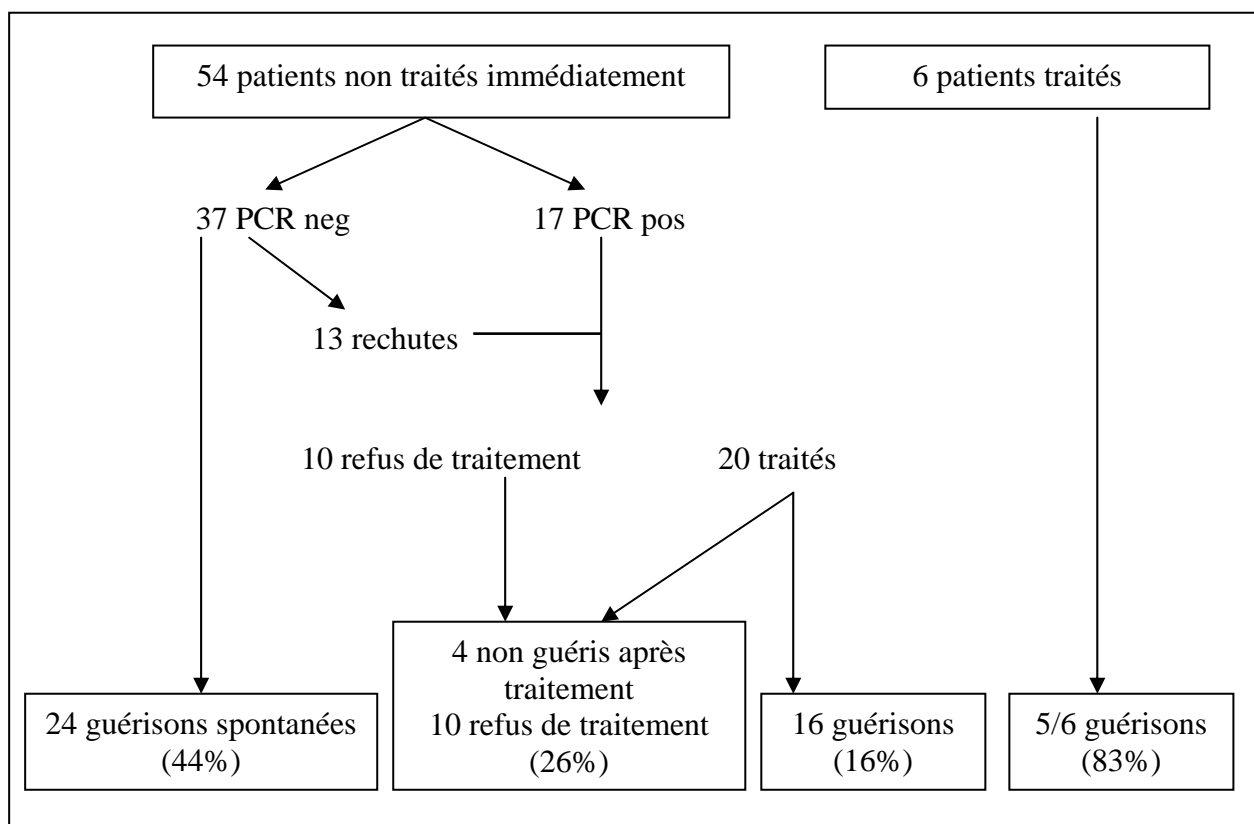 54 patients non traités immédiatement
6 patients traités
37 PCR neg
17 PCR pos
13 rechutes
10 refus de traitement
20 traités
24 guérisons spontanées
(44%)
4 non guéris après
traitement
10 refus de traitement
(26%)
16 guérisons
(16%)
5/6 guérisons
(83%)